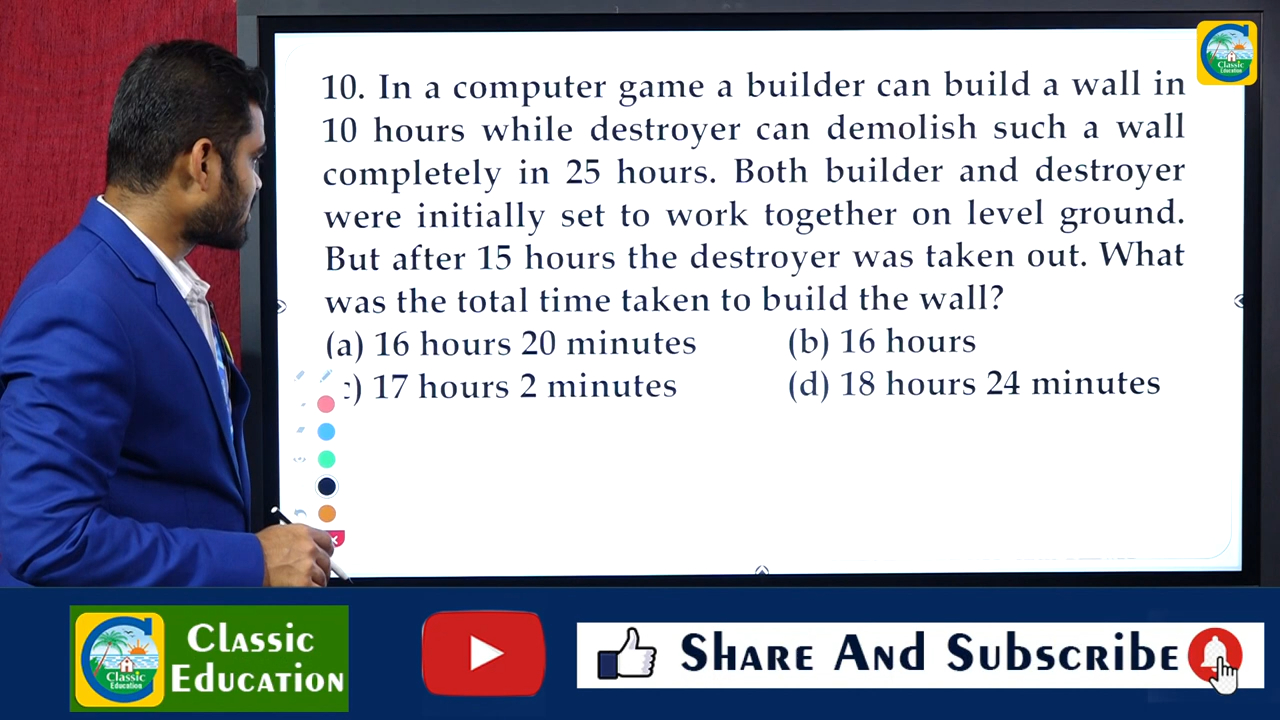 Classic
Education
10. In a computer game a builder can build a wall in
10 hours while destroyer can demolish such a wall
completely in 25 hours. Both builder and destroyer
were initially set to work together on level ground.
But after 15 hours the destroyer was taken out. What
was the total time taken to build the wall?
(a) 16 hours 20 minutes (b) 16 hours
c) 17 hours 2 minutes (d) 18 hours 24 minutes
Classic
Education
Classic
Education
Share And Subscribe